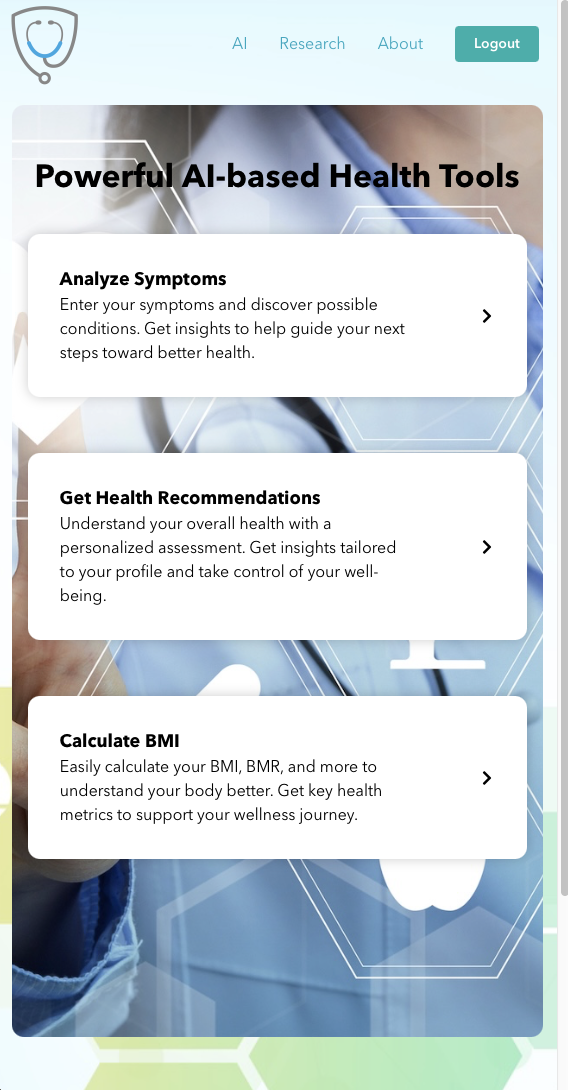 AI Research About Logout
Powerful AI-based Health Tools
Analyze Symptoms
Enter your symptoms and discover possible
conditions. Get insights to help guide your next
steps toward better health.
Get Health Recommendations
Understand your overall health with a
personalized assessment. Get insights tailored
to your profile and take control of your well-
being.
Calculate BMI
Easily calculate your BMI, BMR, and more to
understand your body better. Get key health
metrics to support your wellness journey.